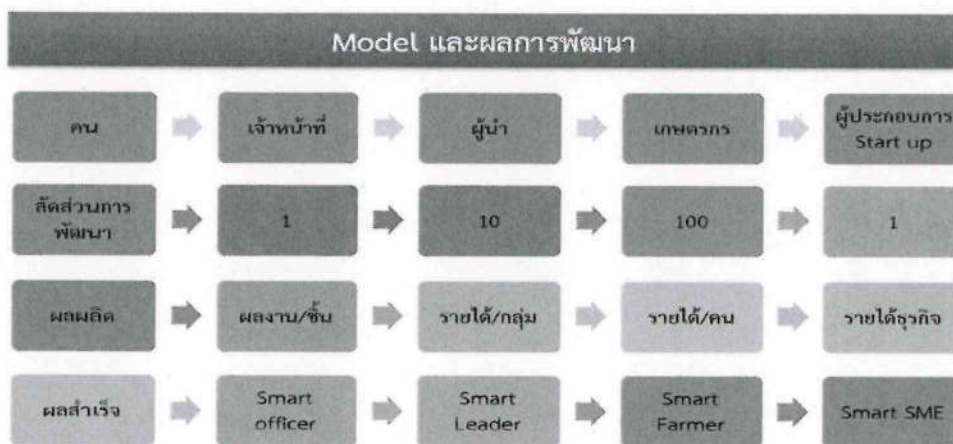 Model และผลการพัฒนา
คน
เจ้าหน้าที่
ผู้นำ
เกษตรกร
ผู้ประกอบการ
Start up
สัดส่วนการ
พัฒนา
1
10
100
1
ผลผลิต
ผลงาน/ชิ้น
รายได้/กลุ่ม
รายได้/คน
รายได้ธุรกิจ
ผลสำเร็จ
Smart
officer
Smart
Leader
Smart
Farmer
Smart SME